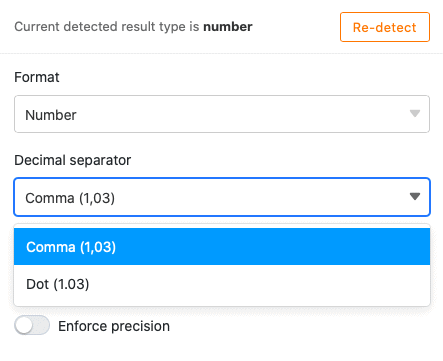 Current detected result type is number
Re-detect
Format
Number
Decimal separator
Comma (1,03)
Comma (1,03)
Dot (1.03)
Enforce precision